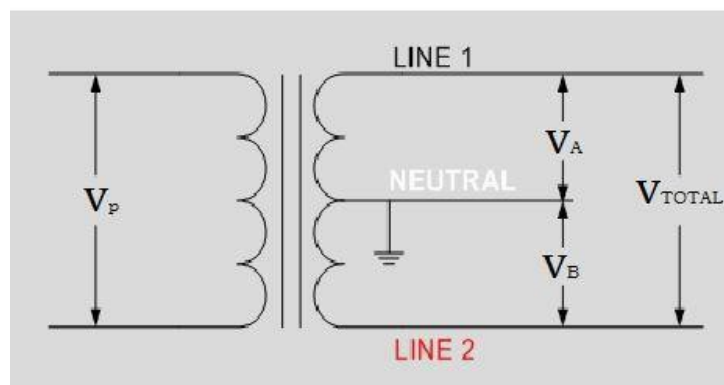 LINE 1
VA
NEUTRAL
Vp
VTOTAL
VB
LINE 2